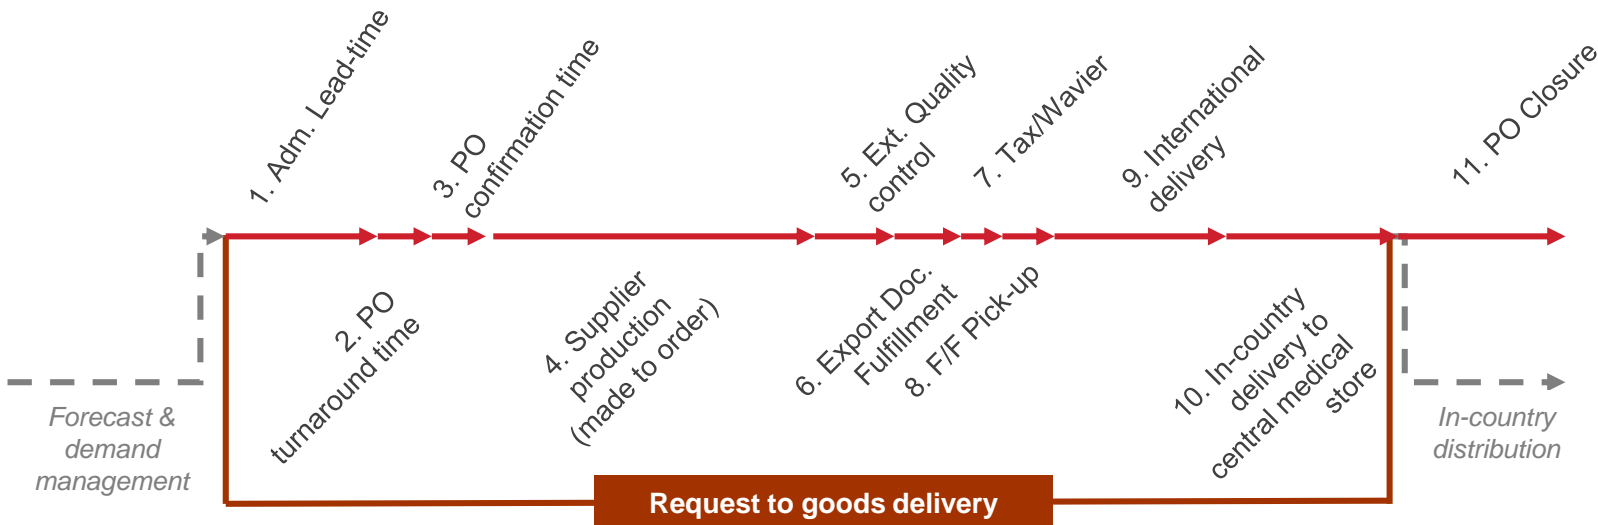 1. Adm. Lead-time
2. PO
turnaround time
3. PO
confirmation time
4. Supplier
production
(made to order)
5. Ext. Quality
control
6. Export Doc.
Fulfillment
7. Tax/Wavier
8. F/F Pick-up
9. International
delivery
10. In-country
delivery to
central medical
store
11. PO Closure
Forecast &
demand
management
In-country
distribution
Request to goods delivery